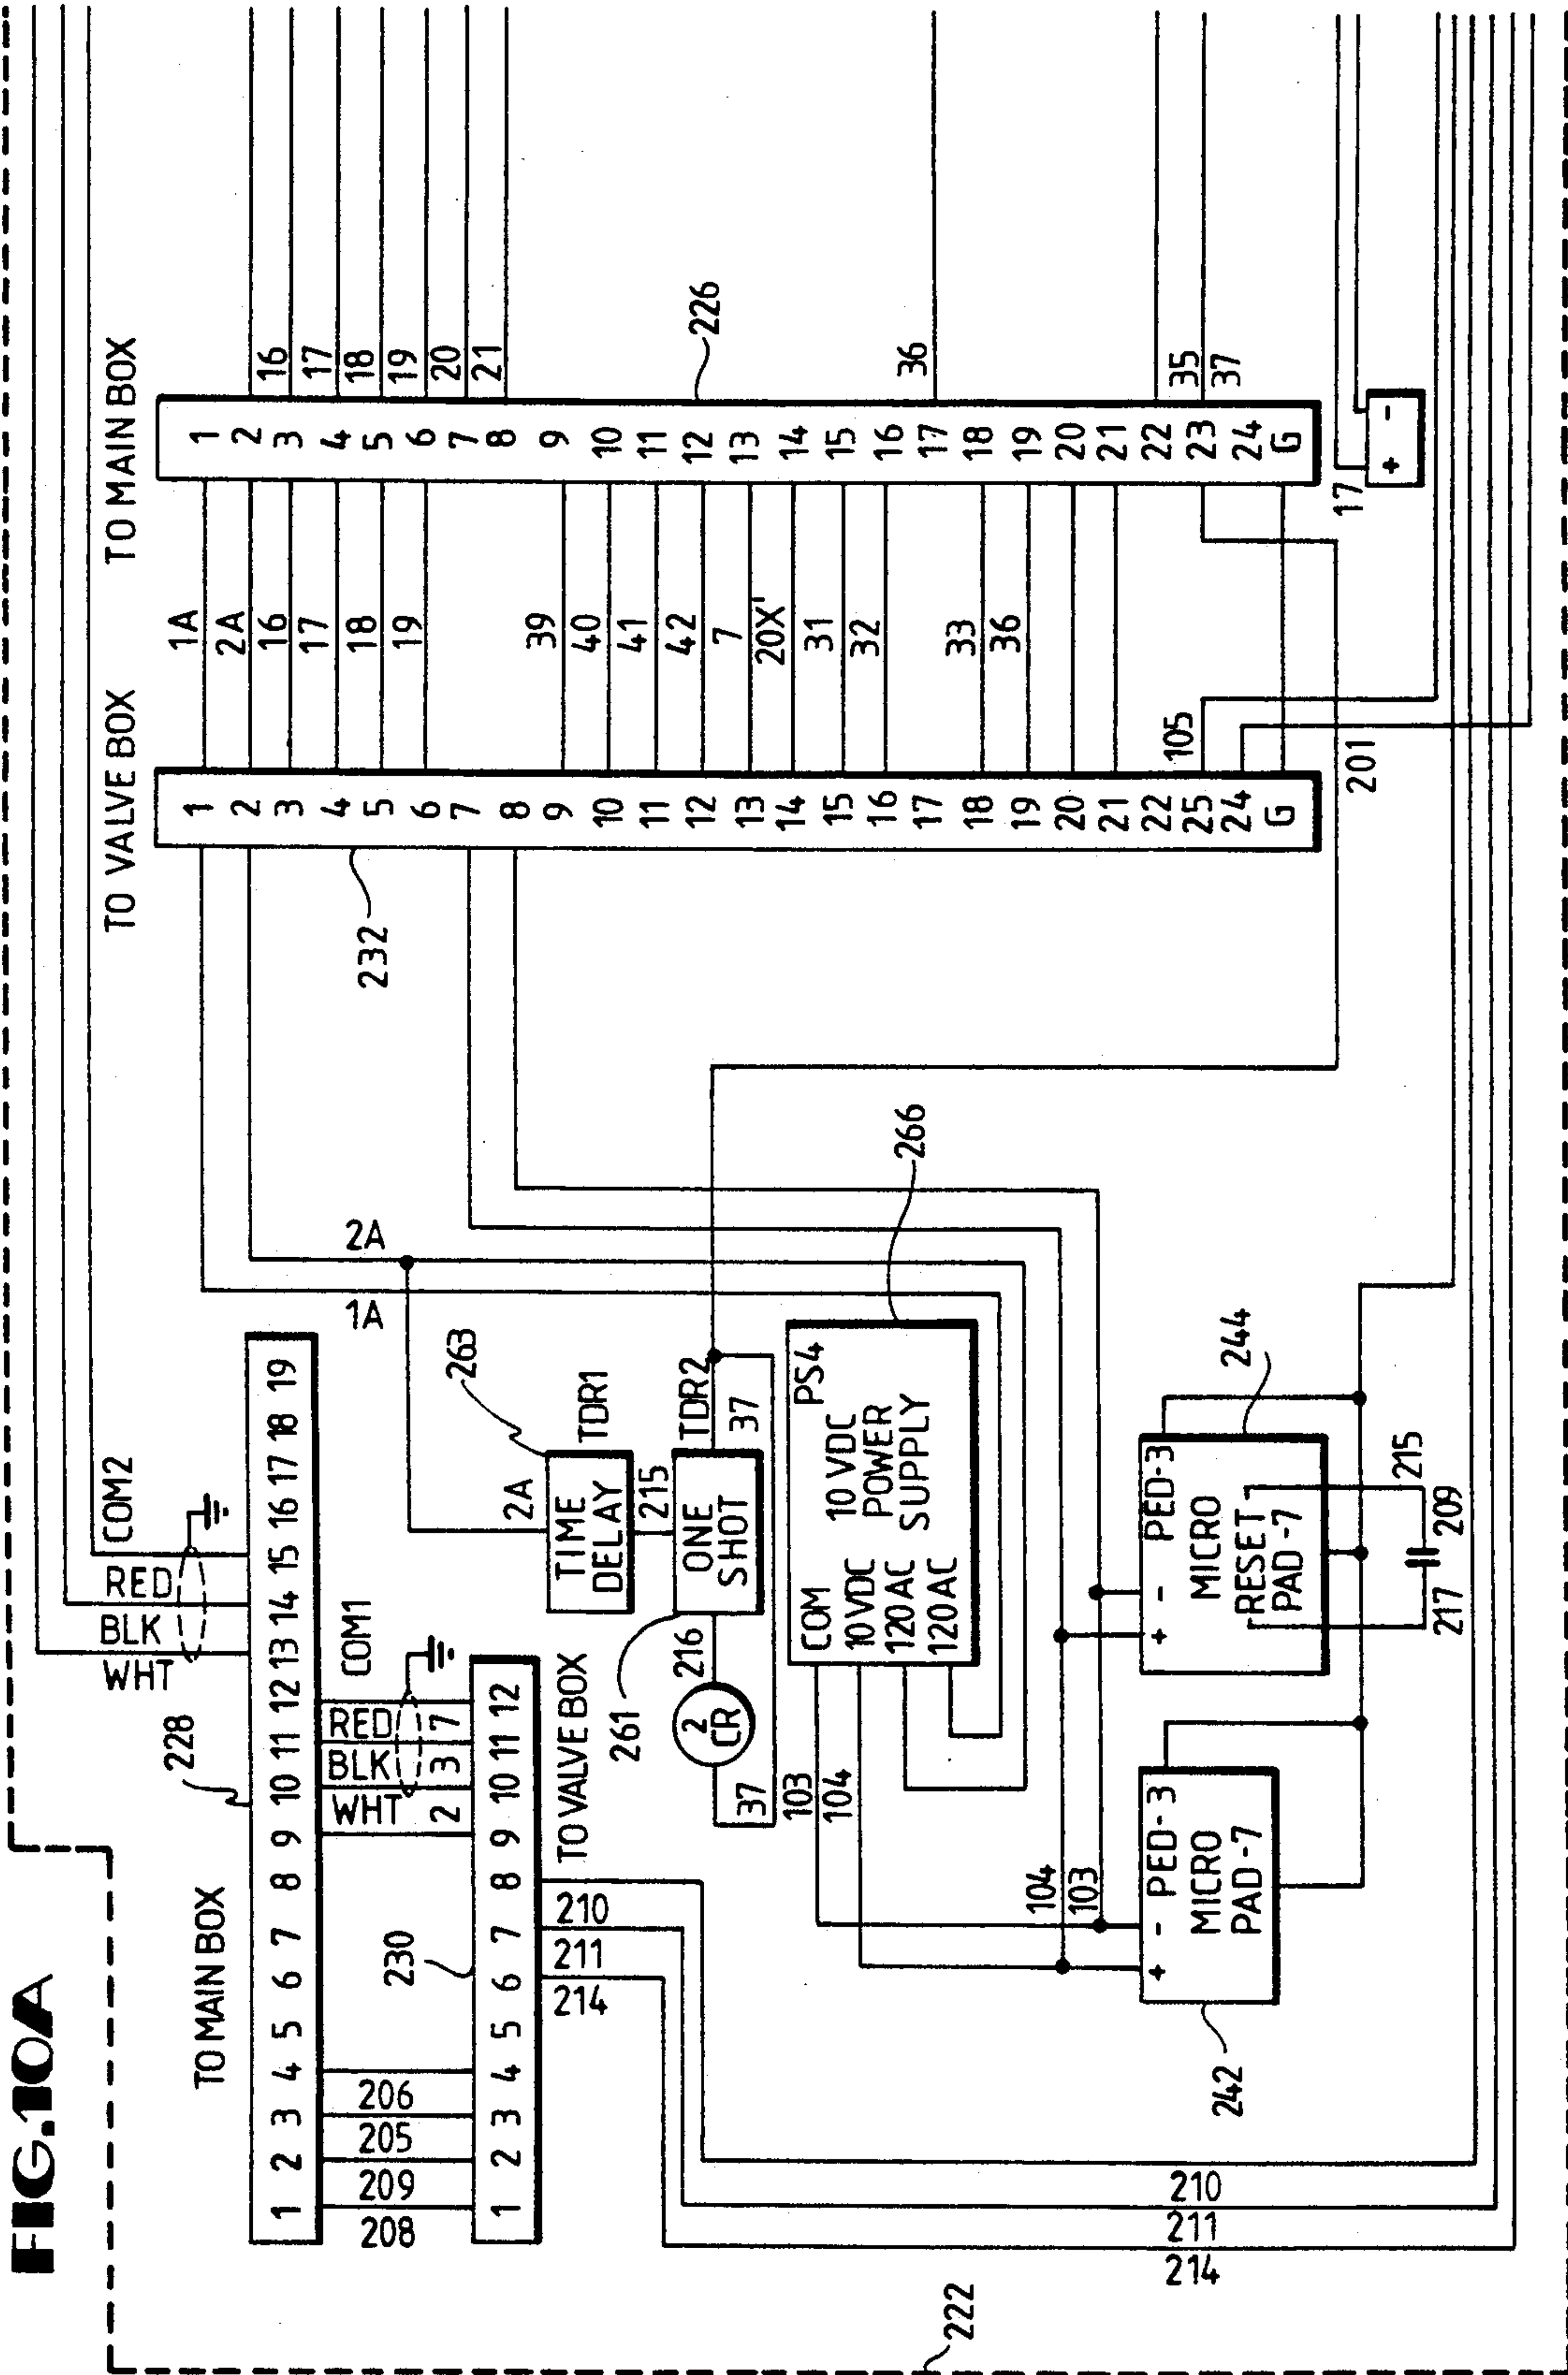 FIG.10A
TO MAIN BOX
228
1 2 3 4 5 6 7 8 9 10 11 12 13 14 15 16 17 18 19
WHT
BLK
RED
COM2
208
209
205
206
WHT
BLK
RED
2
3
7
COM1
230
1 2 3 4 5 6 7 8 9 10 11 12
TO VALVE BOX
214
211
210
1A
2A
263
2A
TIME
DELAY
TDR1
215
261
216
2
CR
37
ONE
SHOT
TDR2
37
266
PS4
10 VDC
POWER
SUPPLY
COM
10VDC
120AC
120AC
103
104
104
103
+ -
PED-3
MICRO
PAD-7
242
+ -
PED-3
MICRO
RESET
PAD-7
244
217
209
215
210
211
214
222
TO VALVE BOX
232
1
2
3
4
5
6
7
8
9
10
11
12
13
14
15
16
17
18
19
20
21
22
25
24
G
105
201
1A
2A
16
17
18
19
39
40
41
42
7
20X'
31
32
33
36
TO MAIN BOX
226
1
2
3
4
5
6
7
8
9
10
11
12
13
14
15
16
17
18
19
20
21
22
23
24
G
16
17
18
19
20
21
36
35
37
17
+ -